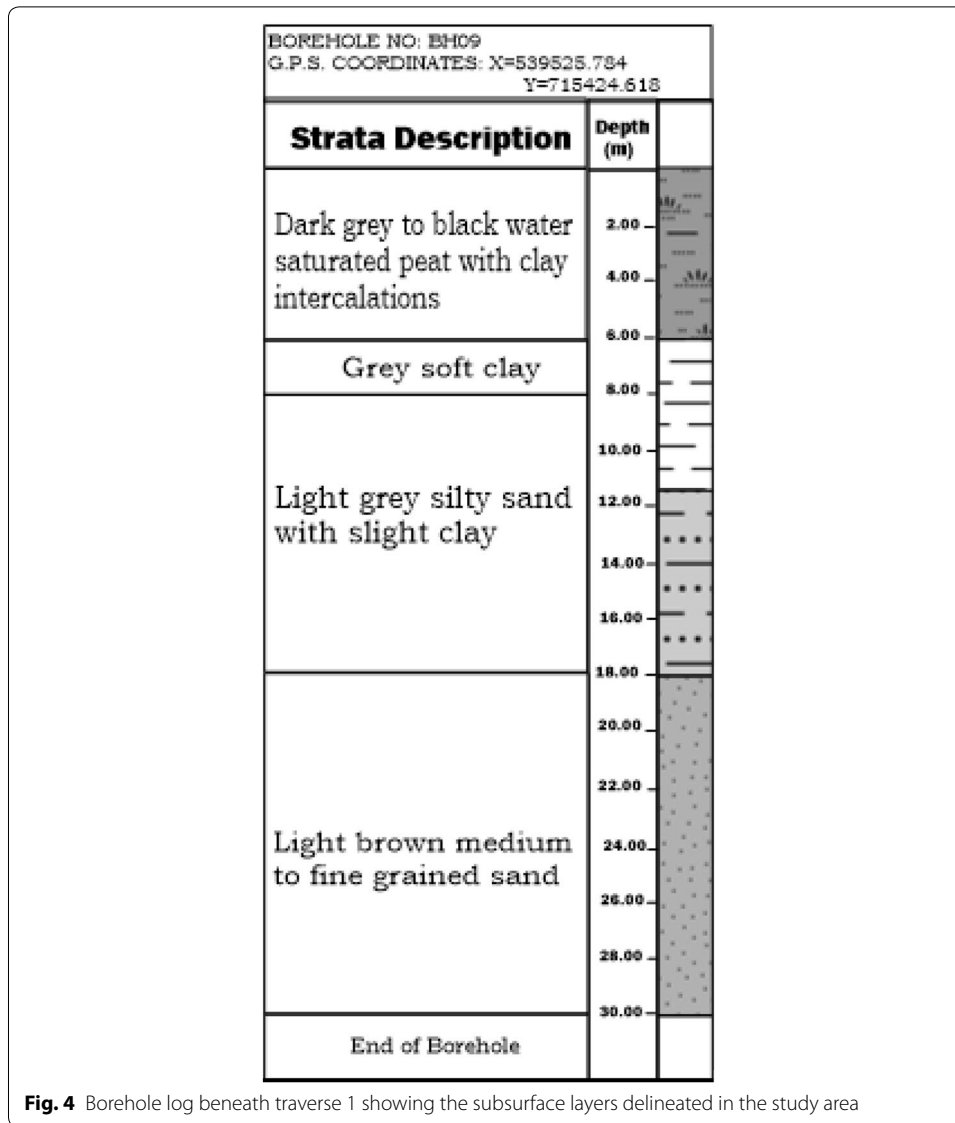 BOREHOLE NO: BH09
G.P.S. COORDINATES: X=539525.784
Y=715424.618
Strata Description
Depth
(m)
Dark grey to black water
saturated peat with clay
intercalations
2.00
4.00
6.00
Grey soft clay
8.00
10.00
Light grey silty sand
with slight clay
12.00
14.00
16.00
18.00
20.00
22.00
Light brown medium
to fine grained sand
24.00
26.00
28.00
30.00
End of Borehole
Fig. 4 Borehole log beneath traverse 1 showing the subsurface layers delineated in the study area